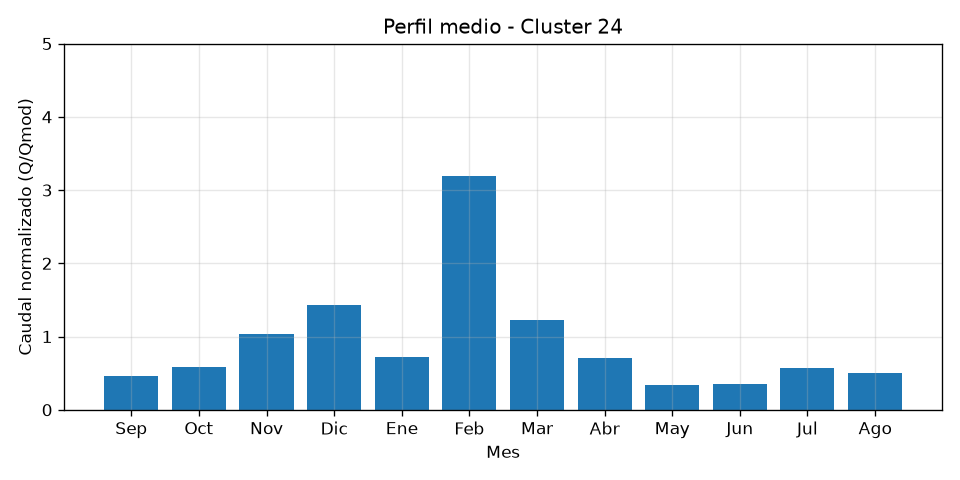 Perfil medio - Cluster 24
Caudal normalizado (Q/Qmod)
5
4
3
2
1
0
Sep Oct Nov Dic Ene Feb Mar Abr May Jun Jul Ago
Mes